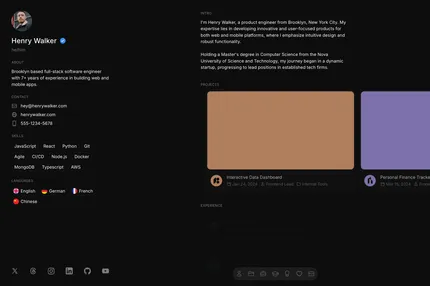 Henry Walker
ABOUT
Brooklyn based full-stack software engineer
with 7+ years of experience in building web and
mobile apps.
CONTACT
hey@henrywalker.com
henrywalker.com
555-1234-5678
SKILLS
JavaScript React Python Git
Agile CI/CD Node.js Docker
MongoDB Typescript AWS
LANGUAGES
English German French
Chinese
INTRO
I'm Henry Walker, a product engineer from Brooklyn, New York City. My
expertise lies in developing innovative and user-focused products for
both web and mobile platforms, where I emphasize intuitive design and
robust functionality.
Holding a Master's degree in Computer Science from the Nova
University of Science and Technology, my journey began in a dynamic
startup, progressing to lead positions in established tech firms.
PROJECTS
Interactive Data Dashboard
Jan 14, 2024 Frontend Lead Internal Tools
Personal Finance Tracke
Nov 15, 2024
EXPERIENCE